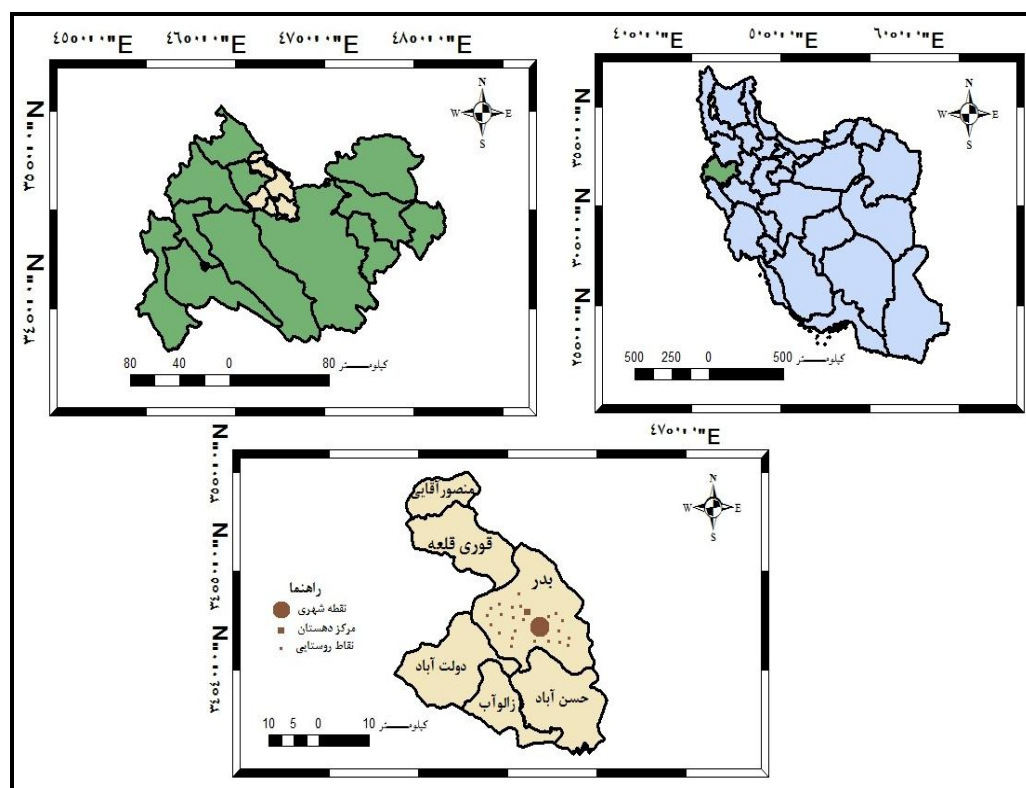 ٤٥°٠'٠"E ٤٦°٠'٠"E ٤٧°٠'٠"E ٤٨°٠'٠"E
٣٥°٠'٠"N
٣٤°٠'٠"N
N
W E
S
80 40 0 80 کیلومتر
٤٠°٠'٠"E ٥٠°٠'٠"E ٦٠°٠'٠"E
٣٥°٠'٠"N
٣٠°٠'٠"N
٢٥°٠'٠"N
N
W E
S
500 250 0 500 کیلومتر
٤٧°٠'٠"E
٣٥°٠'٠"N
٣٤°٥٠'٠"N
٣٤°٤٠'٠"N
N
W E
S
منصورآقایی
قوری قلعه
بدر
دولت آباد
زالوآب
حسن آباد
راهنما
نقطه شهری
مرکز دهستان
نقاط روستایی
10 5 0 10 کیلومتر